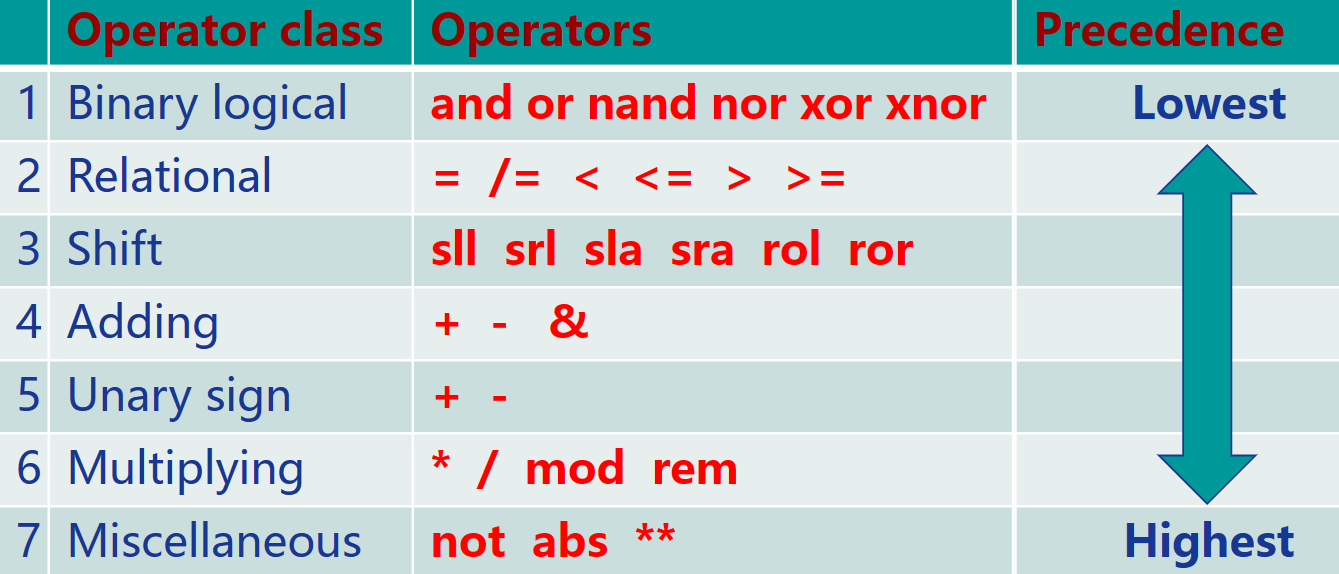 Operator class Operators Precedence
1 Binary logical and or nand nor xor xnor Lowest
2 Relational = /= < <= > >=
3 Shift sll srl sla sra rol ror
4 Adding + - &
5 Unary sign + -
6 Multiplying * / mod rem
7 Miscellaneous not abs ** Highest